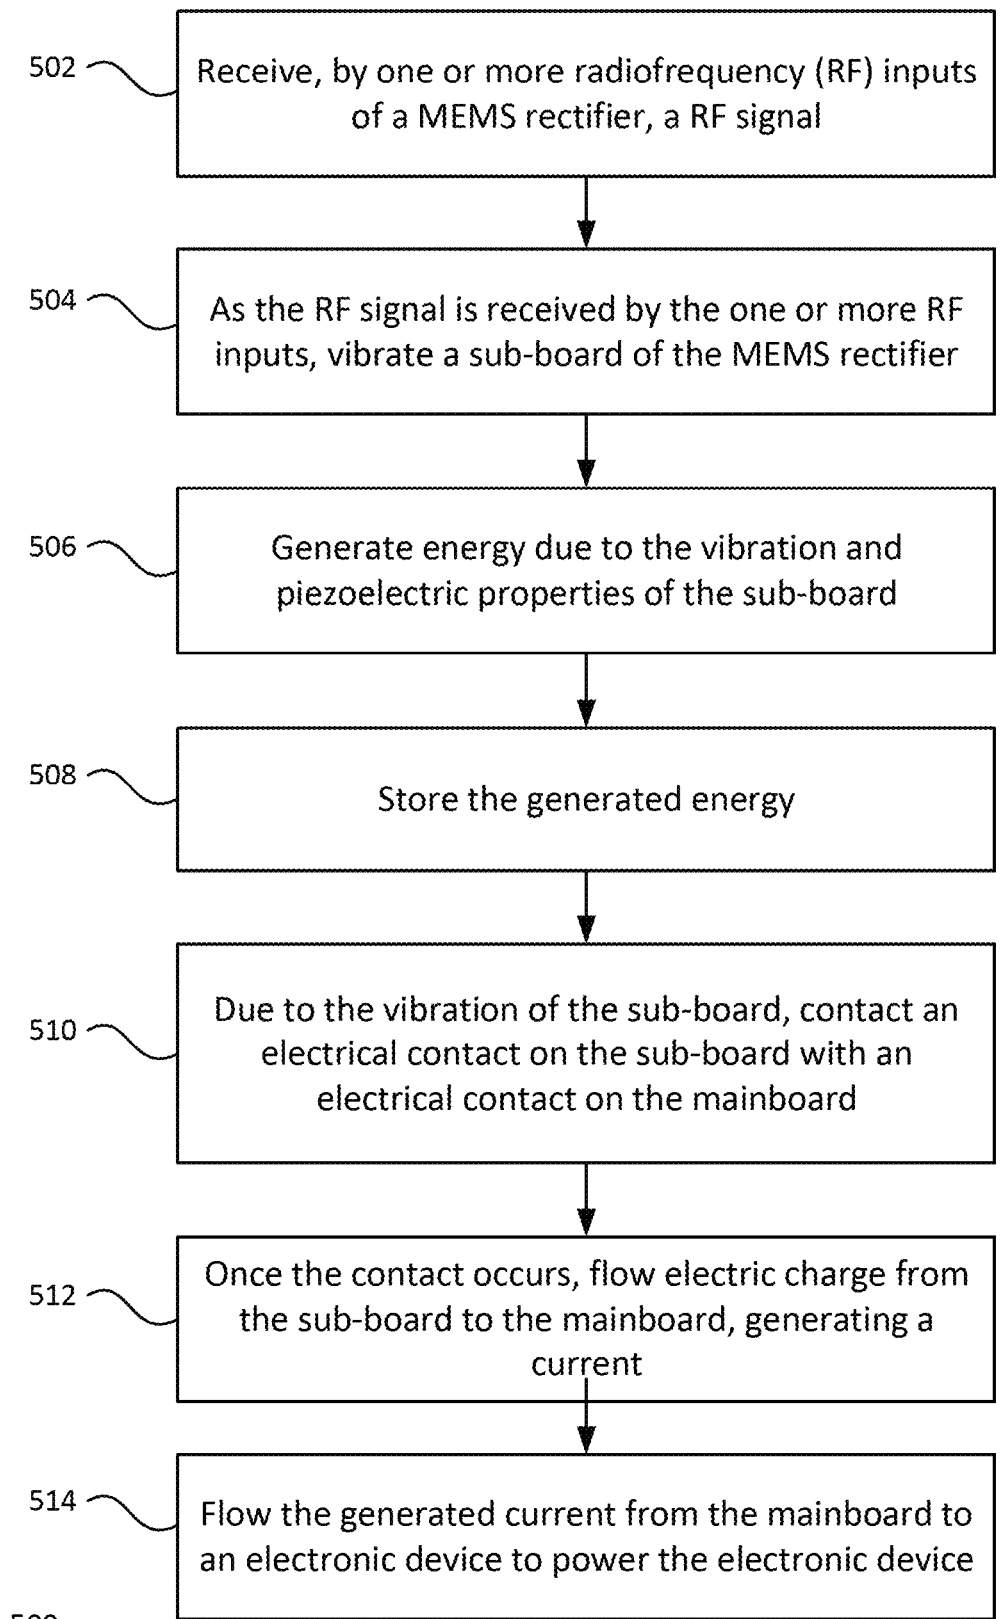 502
Receive, by one or more radiofrequency (RF) inputs
of a MEMS rectifier, a RF signal
504
As the RF signal is received by the one or more RF
inputs, vibrate a sub-board of the MEMS rectifier
506
Generate energy due to the vibration and
piezoelectric properties of the sub-board
508
Store the generated energy
510
Due to the vibration of the sub-board, contact an
electrical contact on the sub-board with an
electrical contact on the mainboard
512
Once the contact occurs, flow electric charge from
the sub-board to the mainboard, generating a
current
514
Flow the generated current from the mainboard to
an electronic device to power the electronic device